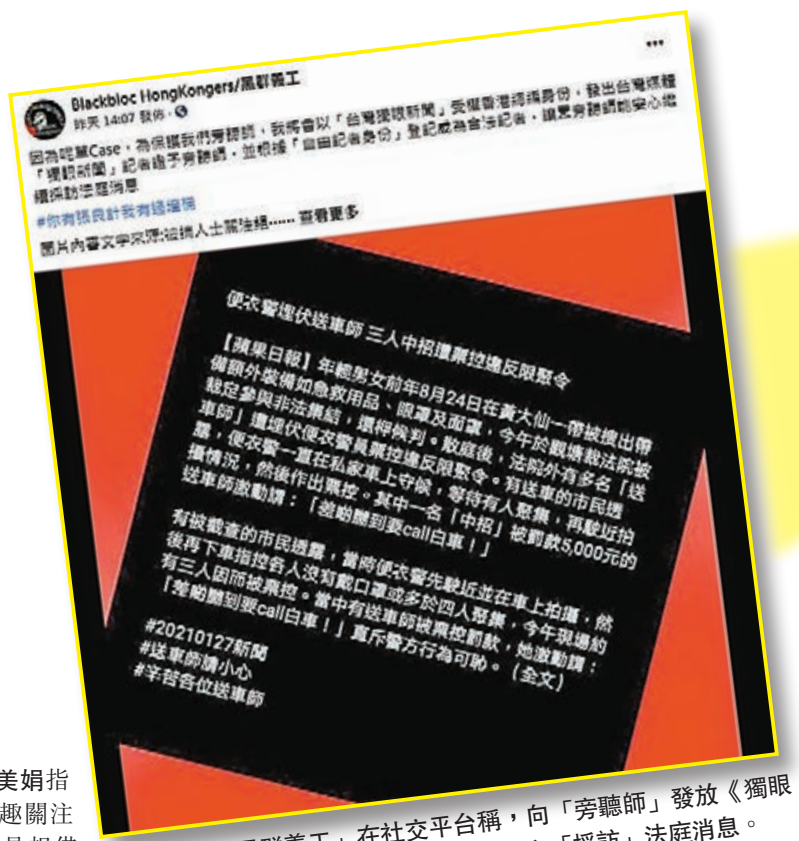 Blackbloc HongKongers/黑群義工
昨天 14:07 發佈·
因為呢單Case,為保護我們旁聽師,我將會以「台灣獨眼新聞」受權香港總編身份,發出台灣媒體
「獨眼新聞」記者證予旁聽師,並根據「自由記者身份」登記成為合法記者,讓眾旁聽師能安心繼
續採訪法庭消息
#你有張良計我有過牆梯
圖片內容文字來源:被捕人士關注組...... 查看更多
便衣警埋伏送車師 三人中招遭票控違反限聚令
【蘋果日報】年輕男女前年8月24日在黃大仙一帶被搜出帶
備額外裝備如急救用品、眼罩及面罩,今午於觀塘裁法院被
裁定參與非法集結,還押候判。散庭後,法院外有多名「送
車師」遭埋伏便衣警員票控違反限聚令。有送車的市民透
露,便衣警一直在私家車上守候,等待有人聚集,再駛近拍
攝情況,然後作出票控。其中一名「中招」被罰款5,000元的
送車師激動謂:「差啲嬲到要call白車!」
有被截查的市民透露,當時便衣警先駛近並在車上拍攝,然
後再下車指控各人沒有戴口罩或多於四人聚集,今午現場約
有三人因而被票控。當中有送車師被票控罰款,她激動謂:
「差啲嬲到要call白車!」直斥警方行為可恥。(全文)
#20210127新聞
#送車師請小心
#辛苦各位送車師
美娟指
趣關注
群義工」在社交平台稱,向「旁聽師」發放《獨眼
「採訪」法庭消息。